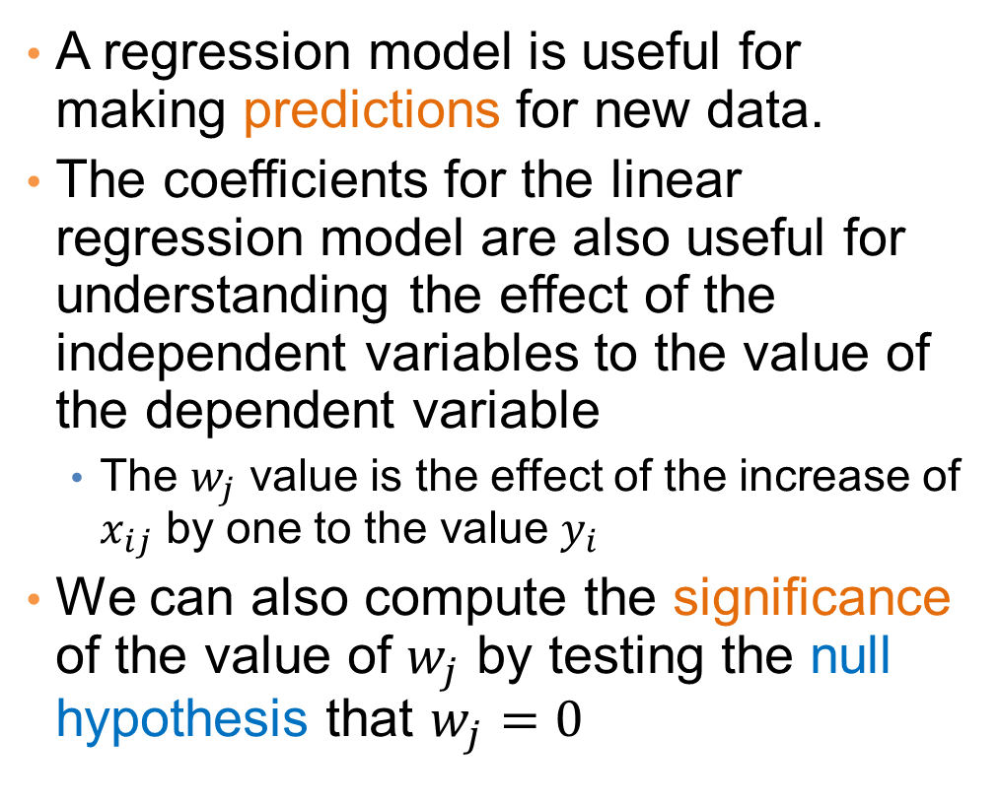 • A regression model is useful for
making predictions for new data.
• The coefficients for the linear
regression model are also useful for
understanding the effect of the
independent variables to the value of
the dependent variable
• The w_j value is the effect of the increase of
x_{ij} by one to the value y_i
• We can also compute the significance
of the value of w_j by testing the null
hypothesis that w_j = 0